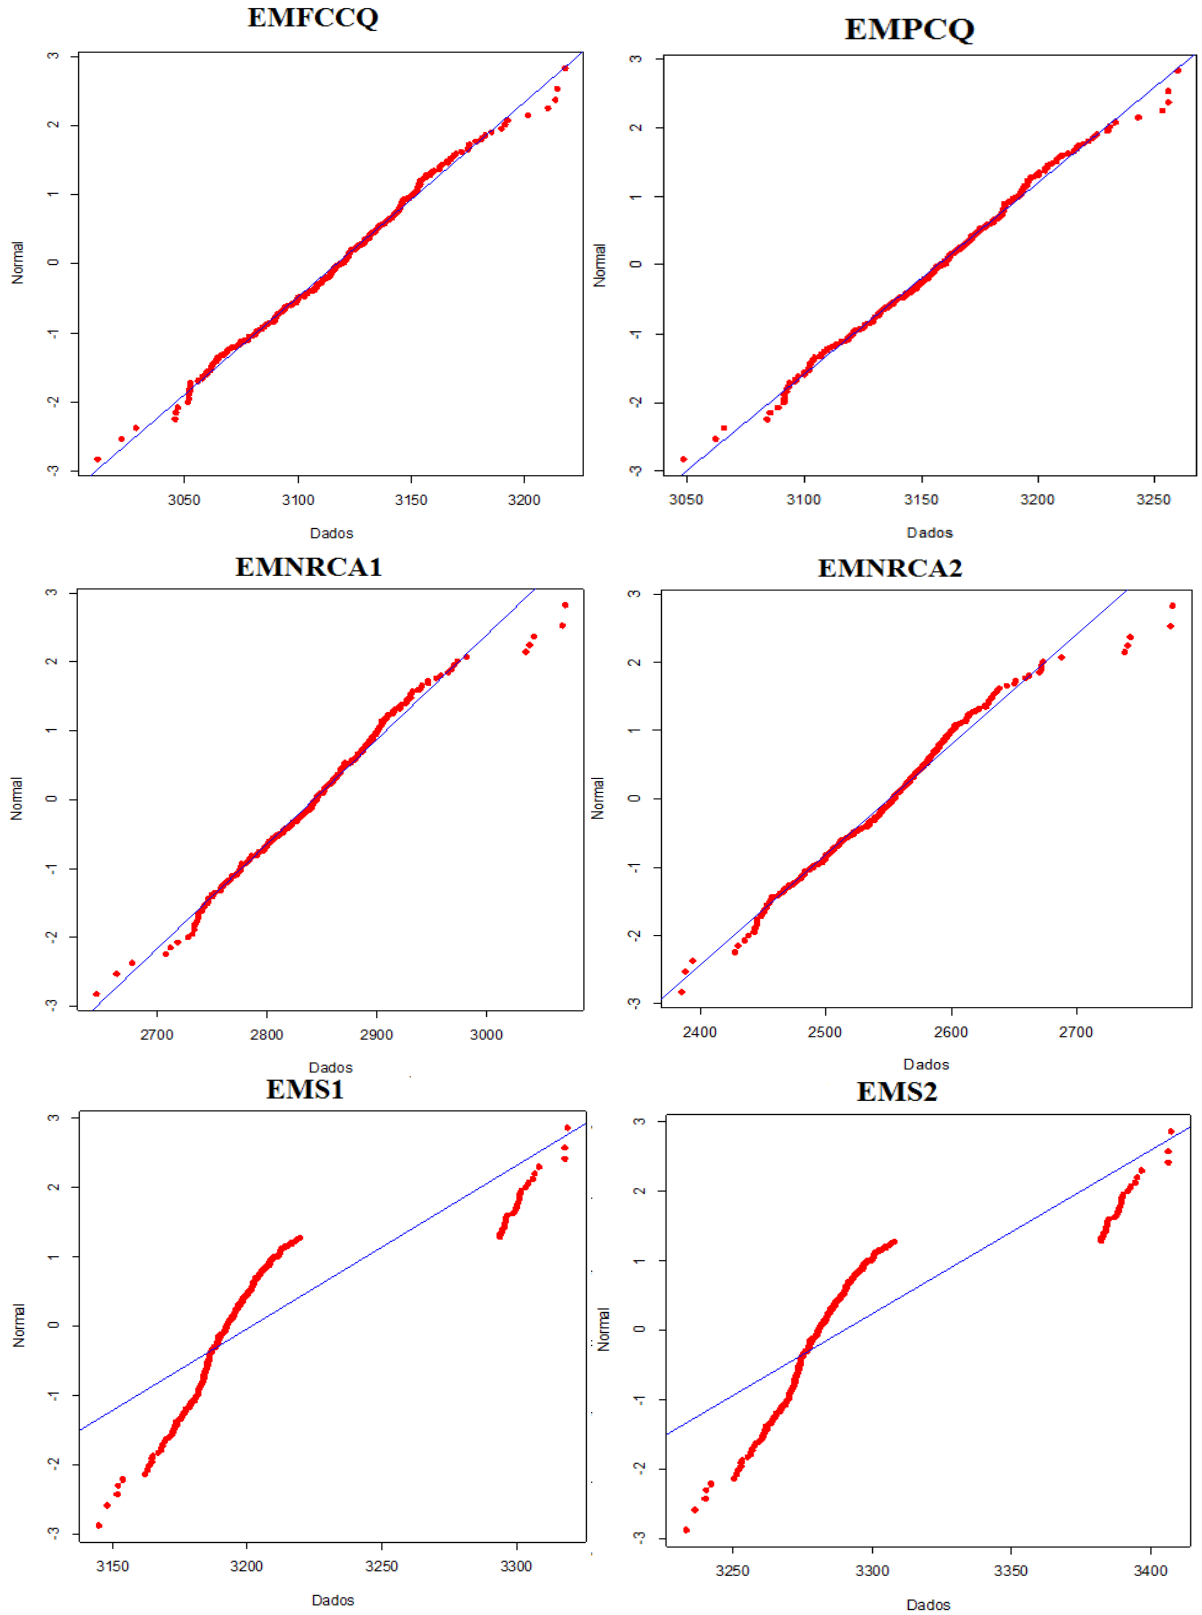 EMFCCQ
3
2
1
0
-1
-2
-3
Normal
3050 3100 3150 3200
Dados
EMPCQ
3
2
1
0
-1
-2
-3
Normal
3050 3100 3150 3200 3250
Dados
EMNRCA1
3
2
1
0
-1
-2
-3
Normal
2700 2800 2900 3000
Dados
EMNRCA2
3
2
1
0
-1
-2
-3
Normal
2400 2500 2600 2700
Dados
EMS1
3
2
1
0
-1
-2
-3
Normal
3150 3200 3250 3300
Dados
EMS2
3
2
1
0
-1
-2
-3
Normal
3250 3300 3350 3400
Dados